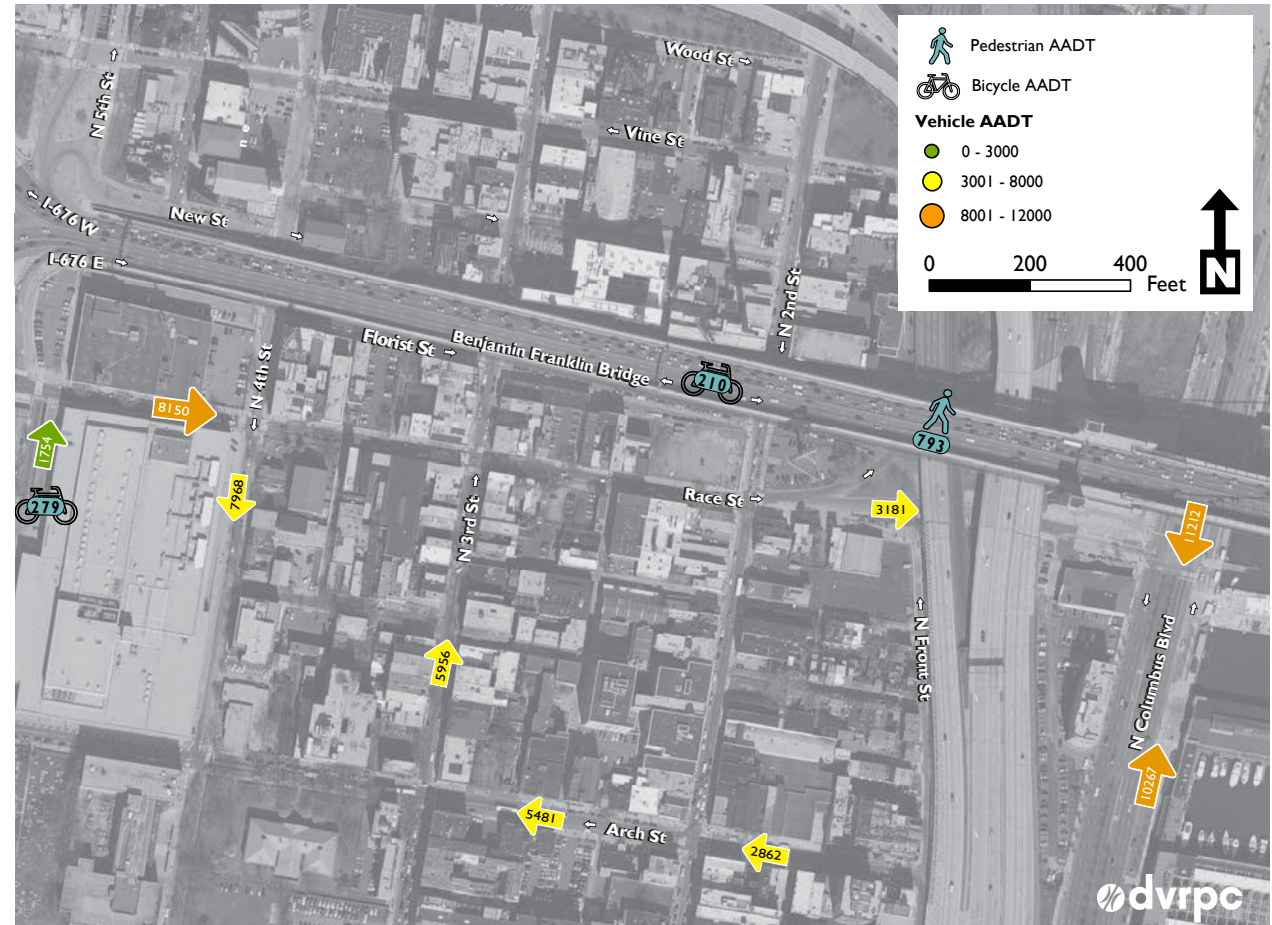 Pedestrian AADT
Bicycle AADT
Vehicle AADT
0 - 3000
3001 - 8000
8001 - 12000
0 200 400
Feet
N
Wood St
N 5th St
n e
Vine St
I-676 W
New St
I-676 E
N 2nd St
Florist St
Benjamin Franklin Bridge
210
N 4th St
8150
793
1754
279
7968
Race St
3181
11212
N 3rd St
N Front St
5956
N Columbus Blvd
10267
5481
Arch St
2862
dvrpc